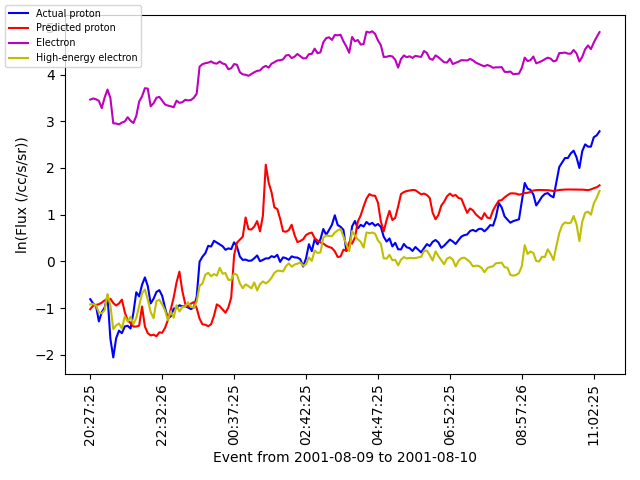 Actual proton
Predicted proton
Electron
High-energy electron
ln(Flux (/cc/s/sr))
4
3
2
1
0
−1
−2
20:27:25
22:32:26
00:37:25
02:42:25
04:47:25
06:52:25
08:57:26
11:02:25
Event from 2001-08-09 to 2001-08-10